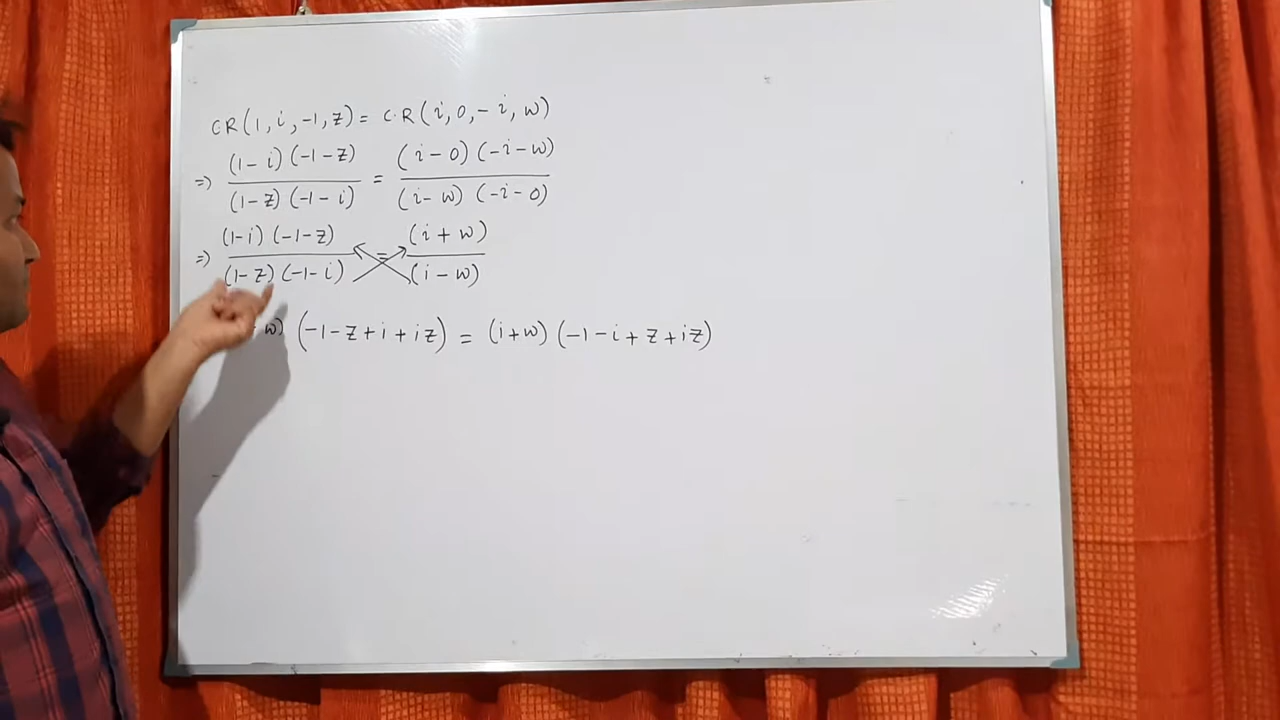 CR(1, i, -1, z) = C.R(i, 0, -i, w)
=) (1-i)(-1-z) / (1-z)(-1-i) = (i-0)(-i-w) / (i-w)(-i-0)
=) (1-i)(-1-z) / (1-z)(-1-i) = (i+w) / (i-w)
w) (-1-z+i+iz) = (i+w)(-1-i+z+iz)